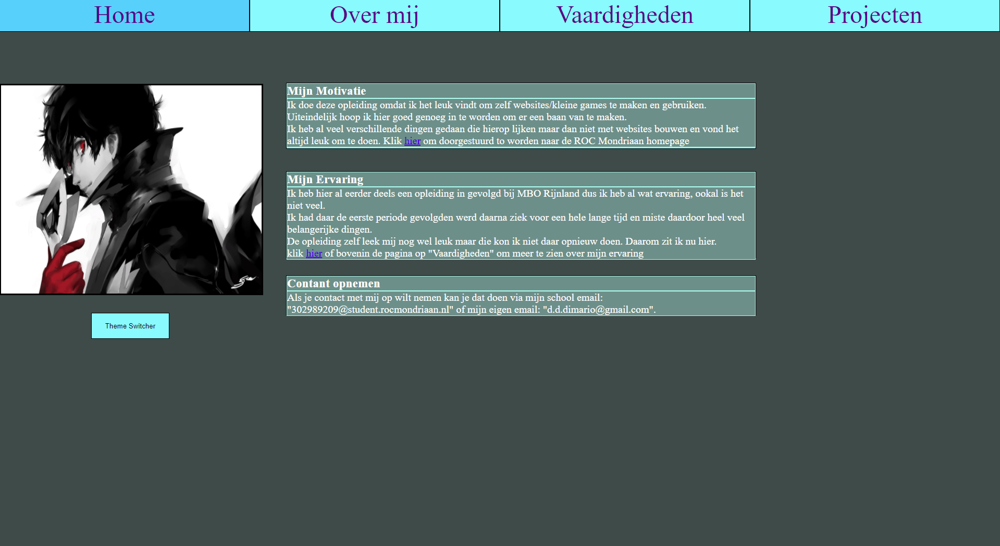 Home
Over mij
Vaardigheden
Projecten
Mijn Motivatie
Ik doe deze opleiding omdat ik het leuk vindt om zelf websites/kleine games te maken en gebruiken.
Uiteindelijk hoop ik hier goed genoeg in te worden om er een baan van te maken.
Ik heb al veel verschillende dingen gedaan die hierop lijken maar dan niet met websites bouwen en vond het
altijd leuk om te doen. Klik hier om doorgestuurd to worden naar de ROC Mondriaan homepage
Mijn Ervaring
Ik heb hier al eerder deels een opleiding in gevolgd bij MBO Rijnland dus ik heb al wat ervaring, ookal is het
niet veel.
Ik had daar de eerste periode gevolgden werd daarna ziek voor een hele lange tijd en miste daardoor heel veel
belangerijke dingen.
De opleiding zelf leek mij nog wel leuk maar die kon ik niet daar opnieuw doen. Daarom zit ik nu hier.
klik hier of bovenin de pagina op "Vaardigheden" om meer te zien over mijn ervaring
Contant opnemen
Als je contact met mij op wilt nemen kan je dat doen via mijn school email:
"302989209@student.rocmondriaan.nl" of mijn eigen email: "d.d.dimario@gmail.com".
Theme Switcher